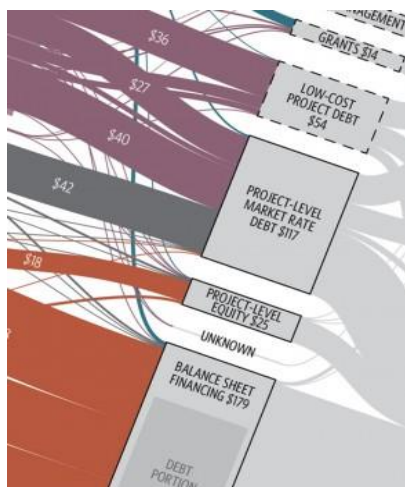 GRANTS $14
$36
LOW-COST
PROJECT DEBT
$54
$27
$40
PROJECT-LEVEL
MARKET RATE
DEBT $117
$42
$18
PROJECT-LEVEL
EQUITY $25
UNKNOWN
BALANCE SHEET
FINANCING $179
DEBT
PORTION